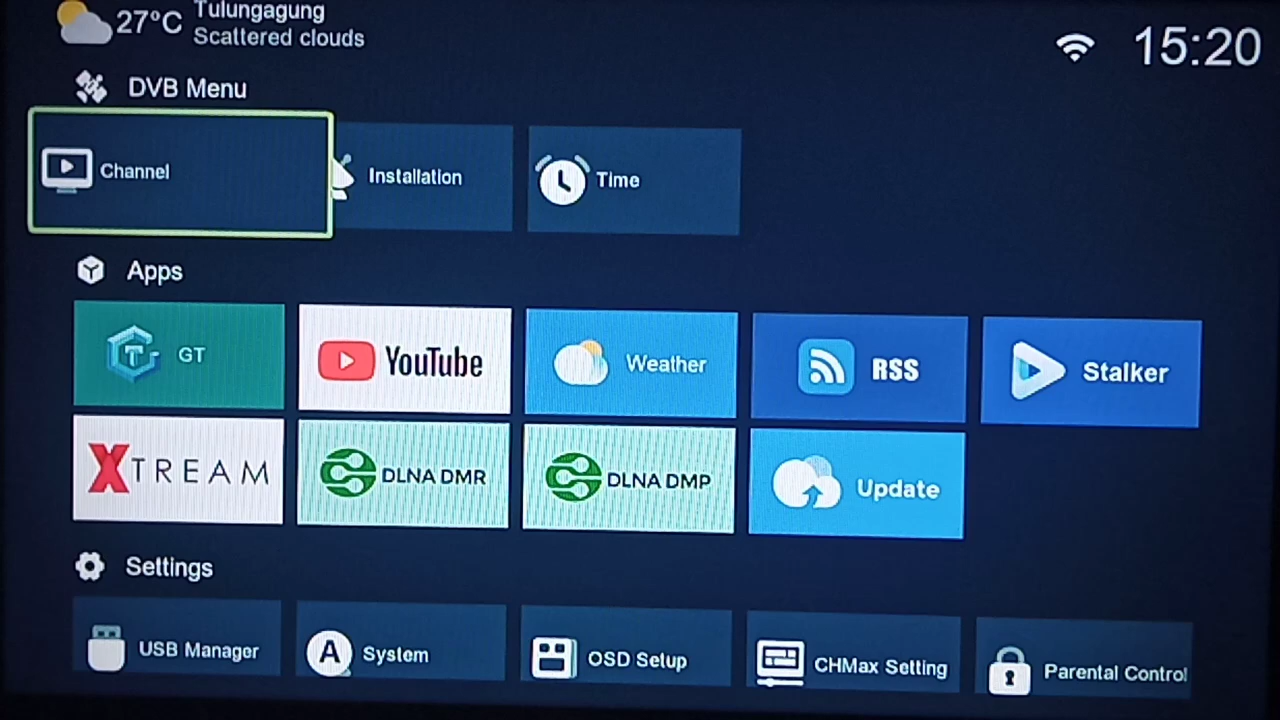 27°C
Tulungagung
Scattered clouds
15:20
DVB Menu
Channel
Installation
Time
Apps
GT
YouTube
Weather
RSS
Stalker
XTREAM
DLNA DMR
DLNA DMP
Update
Settings
USB Manager
A
System
OSD Setup
CHMax Setting
Parental Control